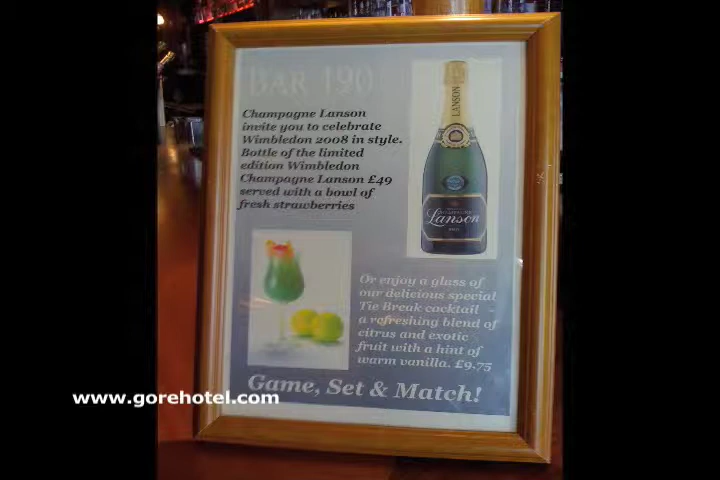 BAR 190
Champagne Lanson
invite you to celebrate
Wimbledon 2008 in style.
Bottle of the limited
edition Wimbledon
Champagne Lanson £49
served with a bowl of
fresh strawberries
LANSON
Lanson
Or enjoy a glass of
our delicious special
Tie Break cocktail -
a refreshing blend of
citrus and exotic
fruit with a hint of
warm vanilla. £9.75
Game, Set & Match!
www.gorehotel.com